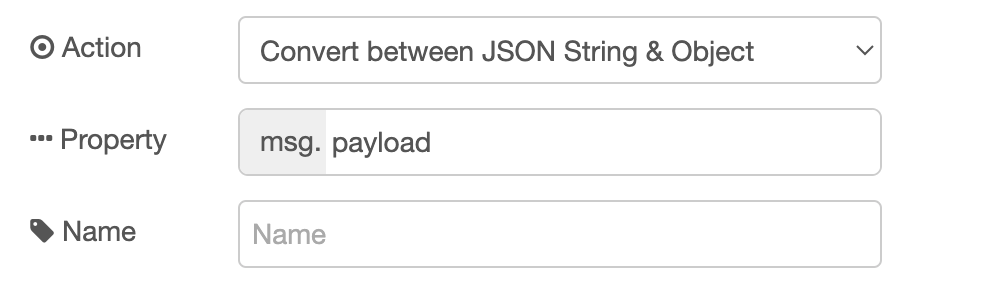 Action
Convert between JSON String & Object
Property
msg. payload
Name
Name